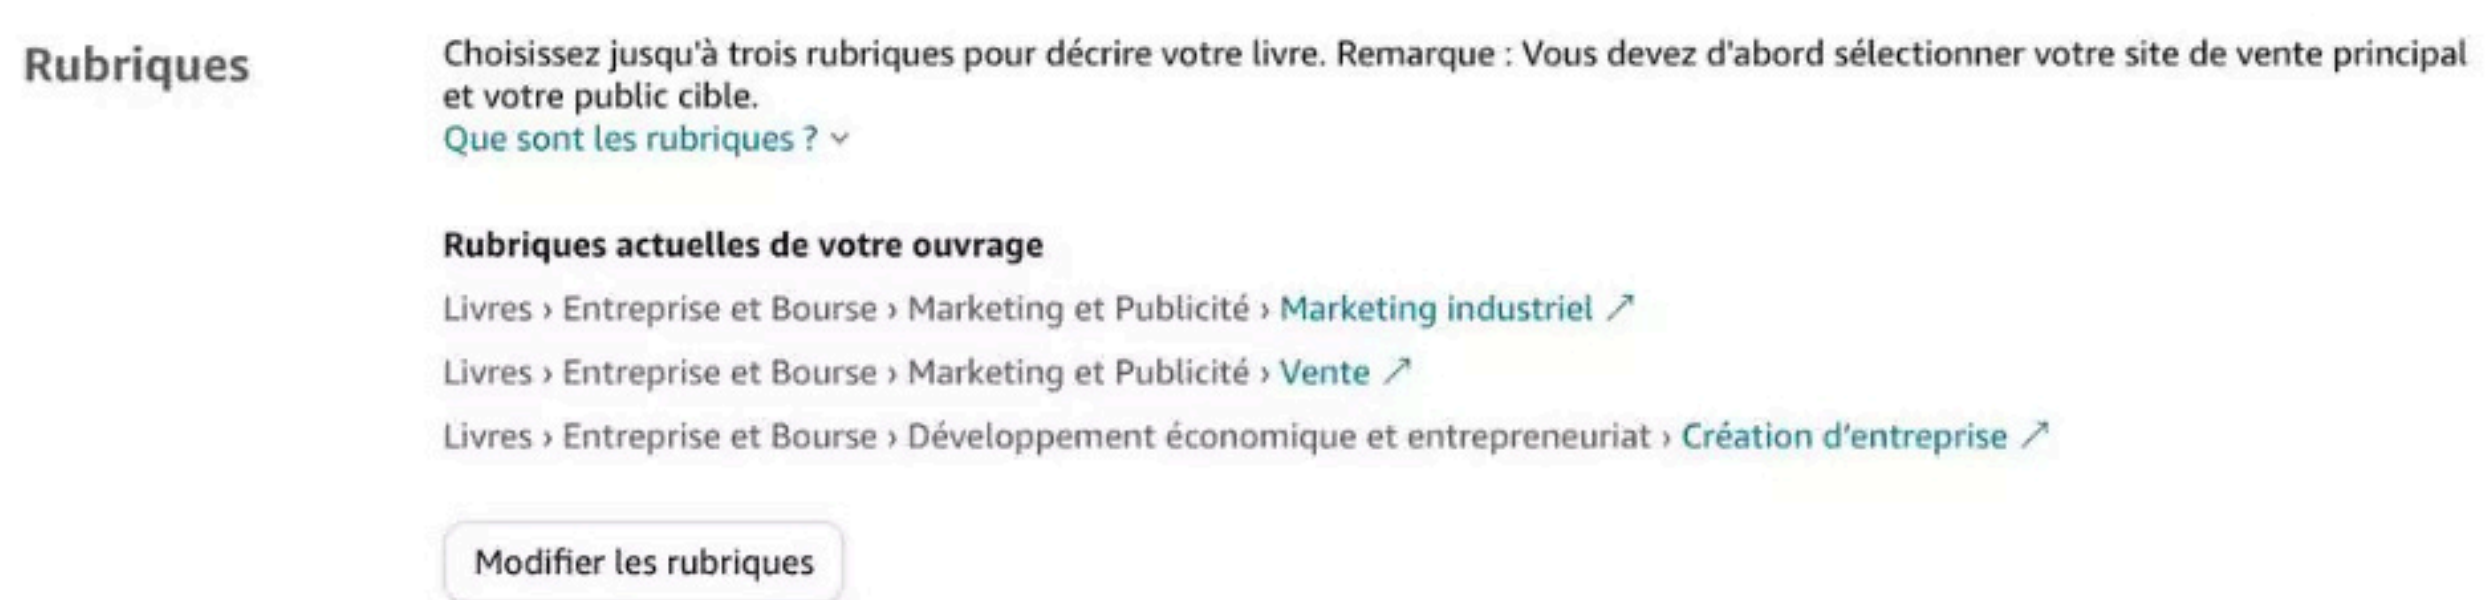 Rubriques
Choisissez jusqu'à trois rubriques pour décrire votre livre. Remarque : Vous devez d'abord sélectionner votre site de vente principal
et votre public cible.
Que sont les rubriques ?
Rubriques actuelles de votre ouvrage
Livres › Entreprise et Bourse › Marketing et Publicité › Marketing industriel ↗
Livres › Entreprise et Bourse › Marketing et Publicité › Vente ↗
Livres › Entreprise et Bourse › Développement économique et entrepreneuriat › Création d'entreprise ↗
Modifier les rubriques